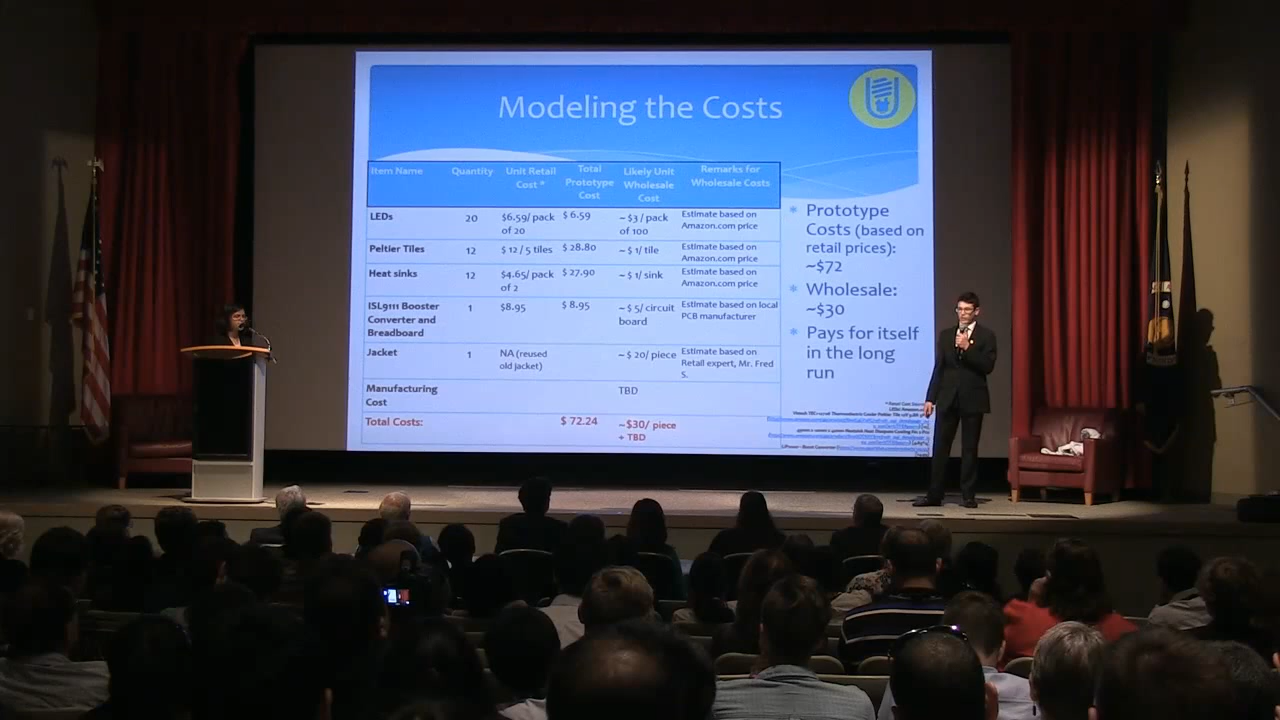 Modeling the Costs
Item Name Quantity Unit Retail Cost * Total Prototype Cost Likely Unit Wholesale Cost Remarks for Wholesale Costs
LEDs 20 $6.59/ pack of 20 $ 6.59 ~ $3 / pack of 100 Estimate based on Amazon.com price
Peltier Tiles 12 $ 12 / 5 tiles $ 28.80 ~ $ 1/ tile Estimate based on Amazon.com price
Heat sinks 12 $4.65/ pack of 2 $ 27.90 ~ $ 1/ sink Estimate based on Amazon.com price
ISL9111 Booster Converter and Breadboard 1 $8.95 $ 8.95 ~ $ 5/ circuit board Estimate based on local PCB manufacturer
Jacket 1 NA (reused old jacket) ~ $ 20/ piece Estimate based on Retail expert, Mr. Fred S.
Manufacturing Cost TBD
Total Costs: $ 72.24 ~$30/ piece + TBD
* Prototype
Costs (based on
retail prices):
~$72
* Wholesale:
~$30
* Pays for itself
in the long
run